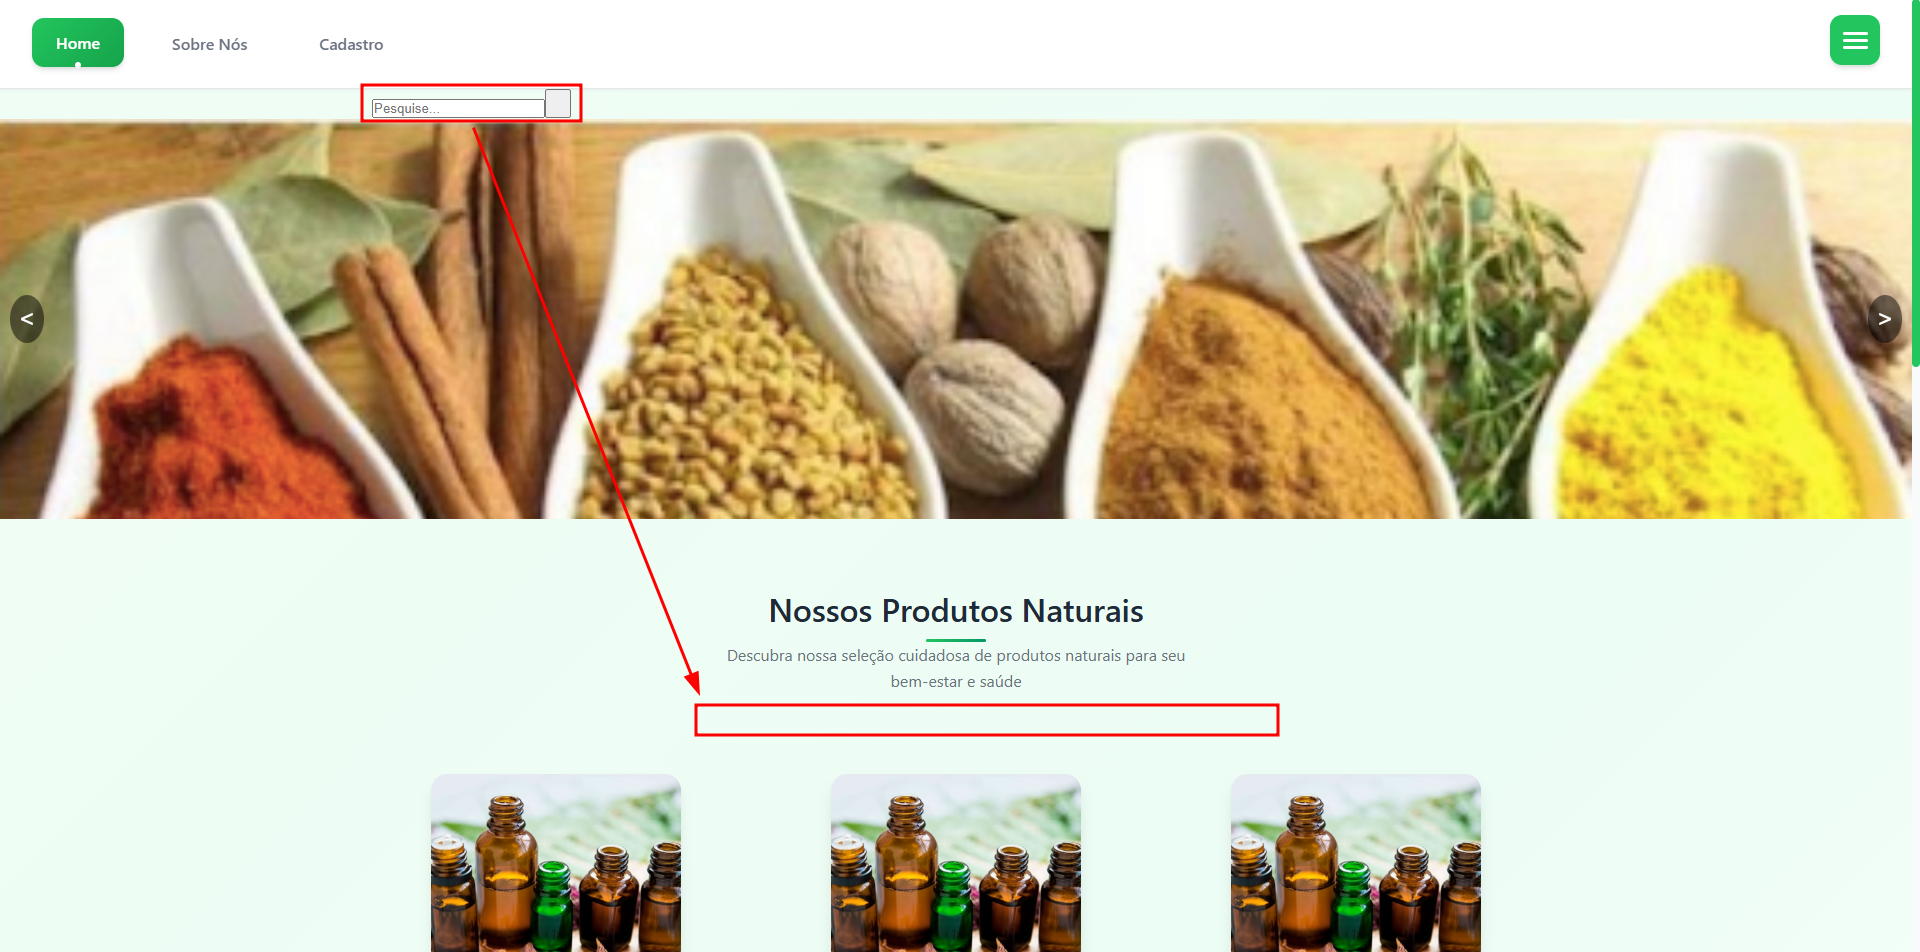 Home
Sobre Nós
Cadastro
Pesquise...
<
>
Nossos Produtos Naturais
Descubra nossa seleção cuidadosa de produtos naturais para seu
bem-estar e saúde